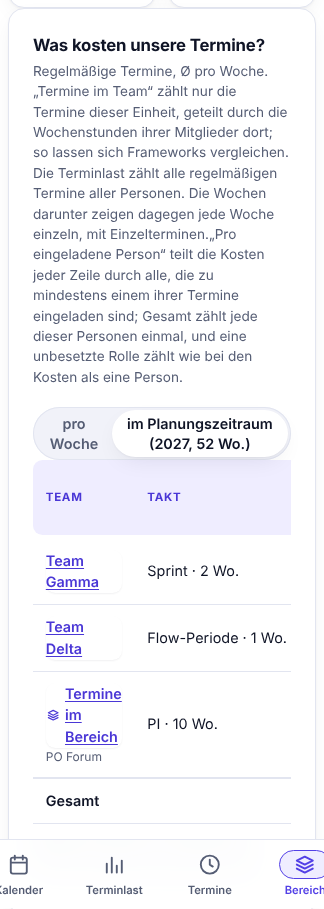 Was kosten unsere Termine?
Regelmäßige Termine, Ø pro Woche.
„Termine im Team“ zählt nur die
Termine dieser Einheit, geteilt durch die
Wochenstunden ihrer Mitglieder dort;
so lassen sich Frameworks vergleichen.
Die Terminlast zählt alle regelmäßigen
Termine aller Personen. Die Wochen
darunter zeigen dagegen jede Woche
einzeln, mit Einzelterminen.„Pro
eingeladene Person“ teilt die Kosten
jeder Zeile durch alle, die zu
mindestens einem ihrer Termine
eingeladen sind; Gesamt zählt jede
dieser Personen einmal, und eine
unbesetzte Rolle zählt wie bei den
Kosten als eine Person.
pro
Woche
im Planungszeitraum
(2027, 52 Wo.)
TEAM TAKT
Team
Gamma
Sprint · 2 Wo.
Team
Delta
Flow-Periode · 1 Wo.
Termine
im
Bereich
PO Forum
PI · 10 Wo.
Gesamt
Kalender Terminlast Termine Bereich